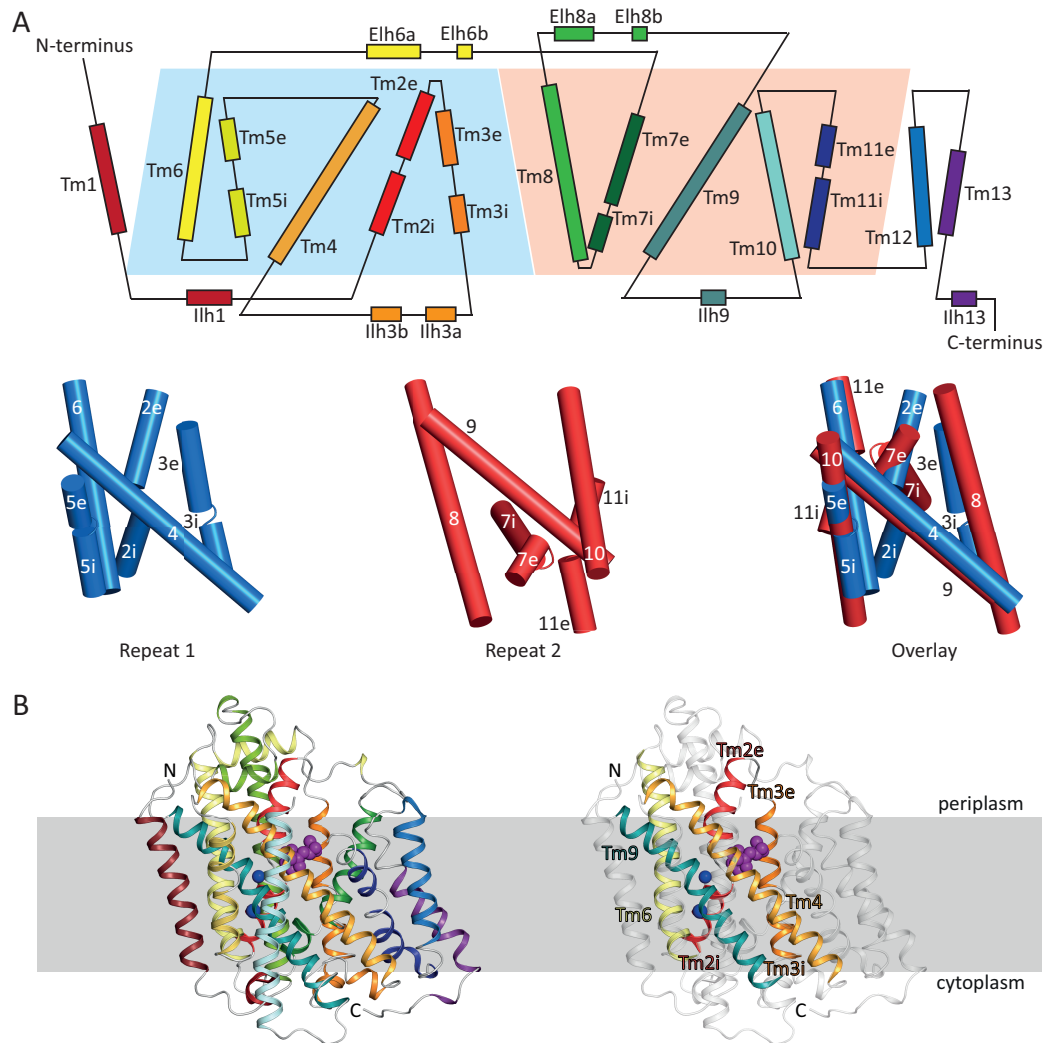 A
N-terminus
Elh6a
Elh6b
Elh8a
Elh8b
Tm1
Tm6
Tm5e
Tm5i
Tm4
Tm2e
Tm2i
Tm3e
Tm3i
Tm8
Tm7e
Tm7i
Tm9
Tm10
Tm11e
Tm11i
Tm12
Tm13
Ilh1
Ilh3b
Ilh3a
Ilh9
Ilh13
C-terminus
6
2e
3e
5e
3i
4
2i
5i
Repeat 1
9
11i
8
7i
7e
10
11e
Repeat 2
11e
6
2e
7e
3e
10
7i
8
5e
11i
3i
4
5i
2i
9
Overlay
B
N
C
Tm2e
N
Tm3e
periplasm
Tm9
Tm4
Tm6
Tm2i
Tm3i
cytoplasm
C